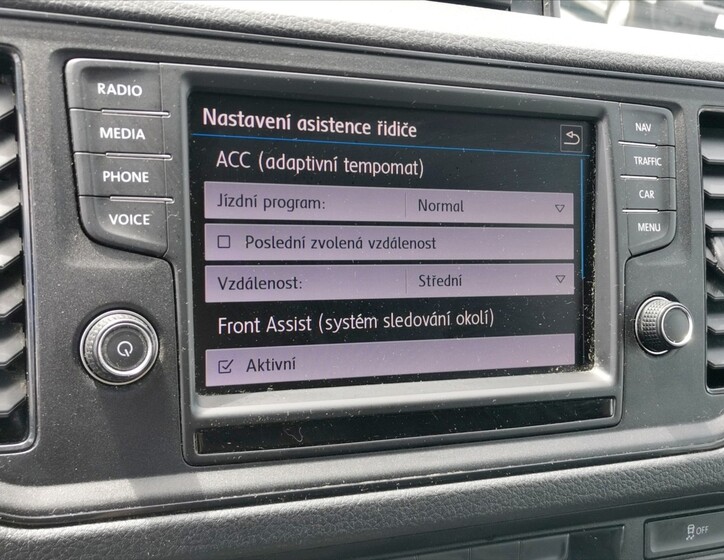 RADIO
MEDIA
PHONE
VOICE
Nastavení asistence řidiče
ACC (adaptivní tempomat)
Jízdní program: Normal
Poslední zvolená vzdálenost
Vzdálenost: Střední
Front Assist (systém sledování okolí)
Aktivní
NAV
TRAFFIC
CAR
MENU
OFF